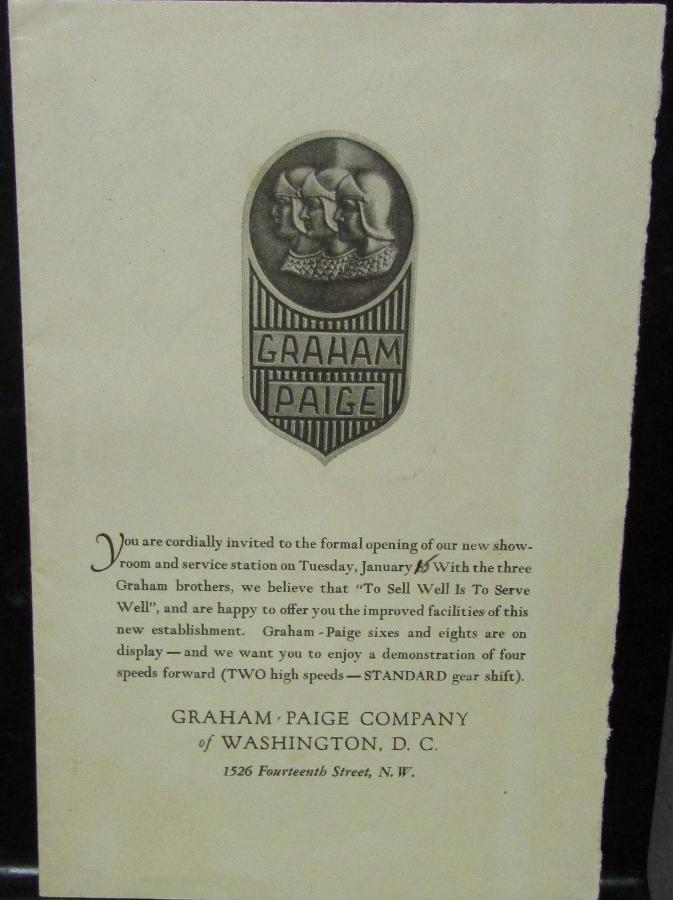 GRAHAM
PAIGE
You are cordially invited to the formal opening of our new show-
room and service station on Tuesday, January 15 With the three
Graham brothers, we believe that "To Sell Well Is To Serve
Well", and are happy to offer you the improved facilities of this
new establishment. Graham-Paige sixes and eights are on
display — and we want you to enjoy a demonstration of four
speeds forward (TWO high speeds — STANDARD gear shift).
GRAHAM-PAIGE COMPANY
of WASHINGTON, D. C.
1526 Fourteenth Street, N. W.